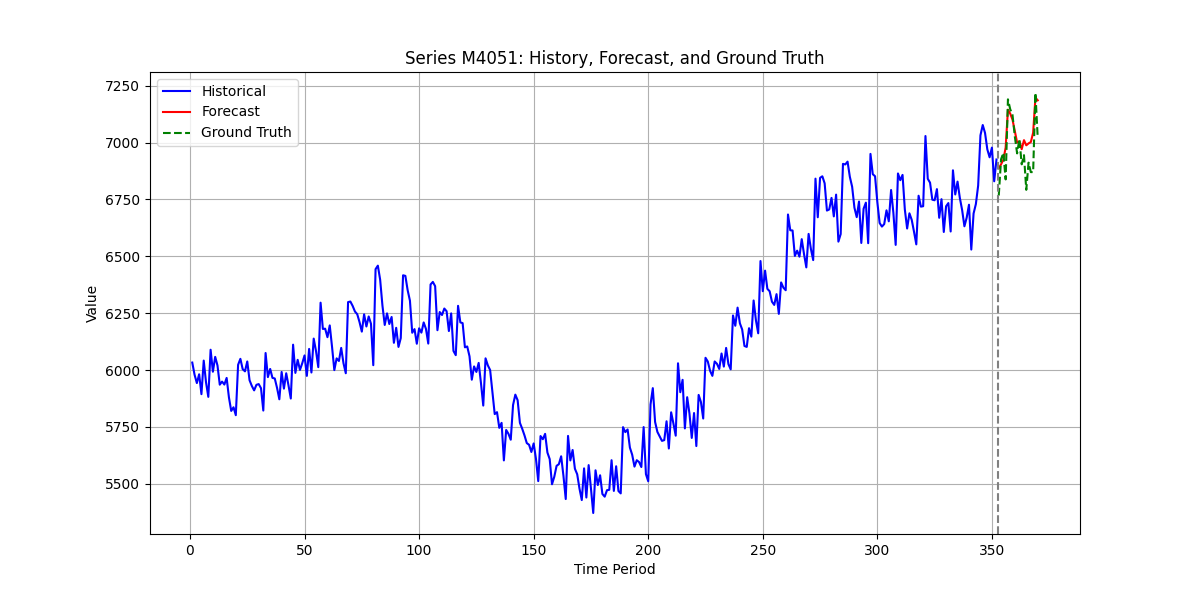 Series M4051: History, Forecast, and Ground Truth
Historical
Forecast
Ground Truth
7250
7000
6750
6500
6250
6000
5750
5500
Value
0 50 100 150 200 250 300 350
Time Period